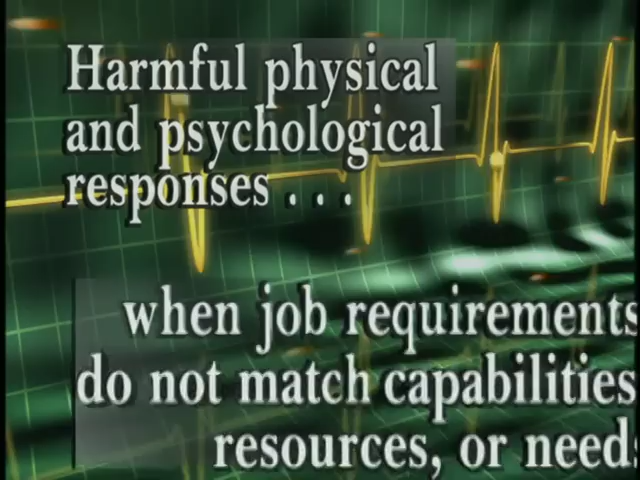 Harmful physical
and psychological
responses . . .
when job requirements
do not match capabilities
resources, or needs